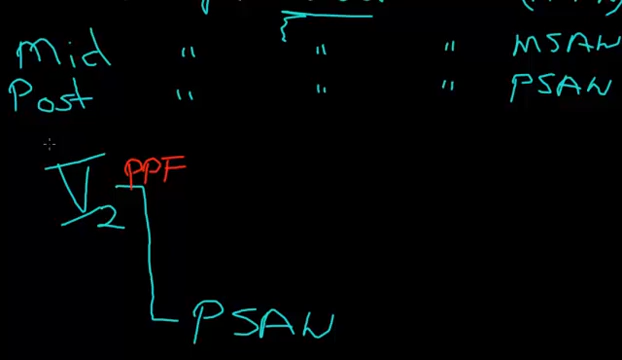 Mid " " " MSAN
Post " " " PSAN
V2 PPF
PSAN